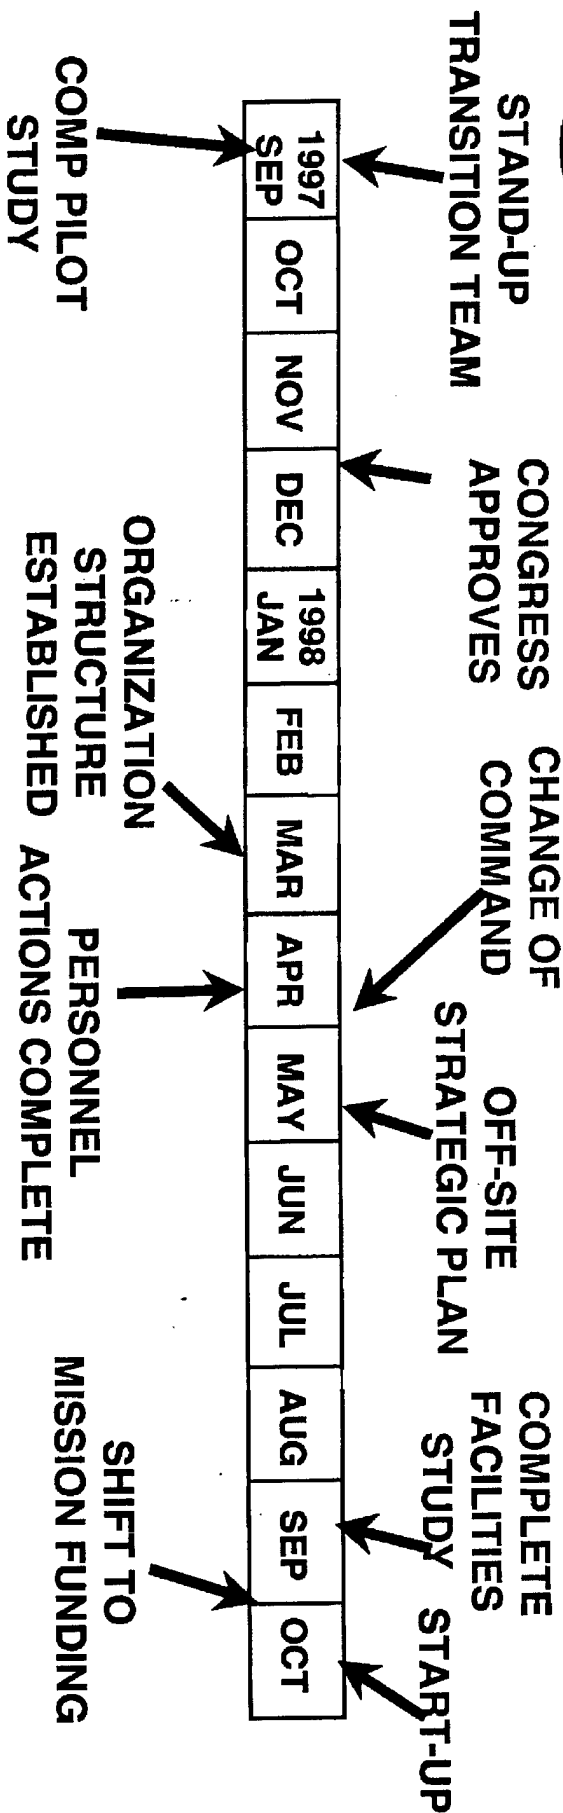 STAND-UP
TRANSITION TEAM
CONGRESS
APPROVES
CHANGE OF
COMMAND
OFF-SITE
STRATEGIC PLAN
COMPLETE
FACILITIES
STUDY
START-UP
1997
SEP
OCT
NOV
DEC
1998
JAN
FEB
MAR
APR
MAY
JUN
JUL
AUG
SEP
OCT
COMP PILOT
STUDY
ORGANIZATION
STRUCTURE
ESTABLISHED
PERSONNEL
ACTIONS COMPLETE
SHIFT TO
MISSION FUNDING